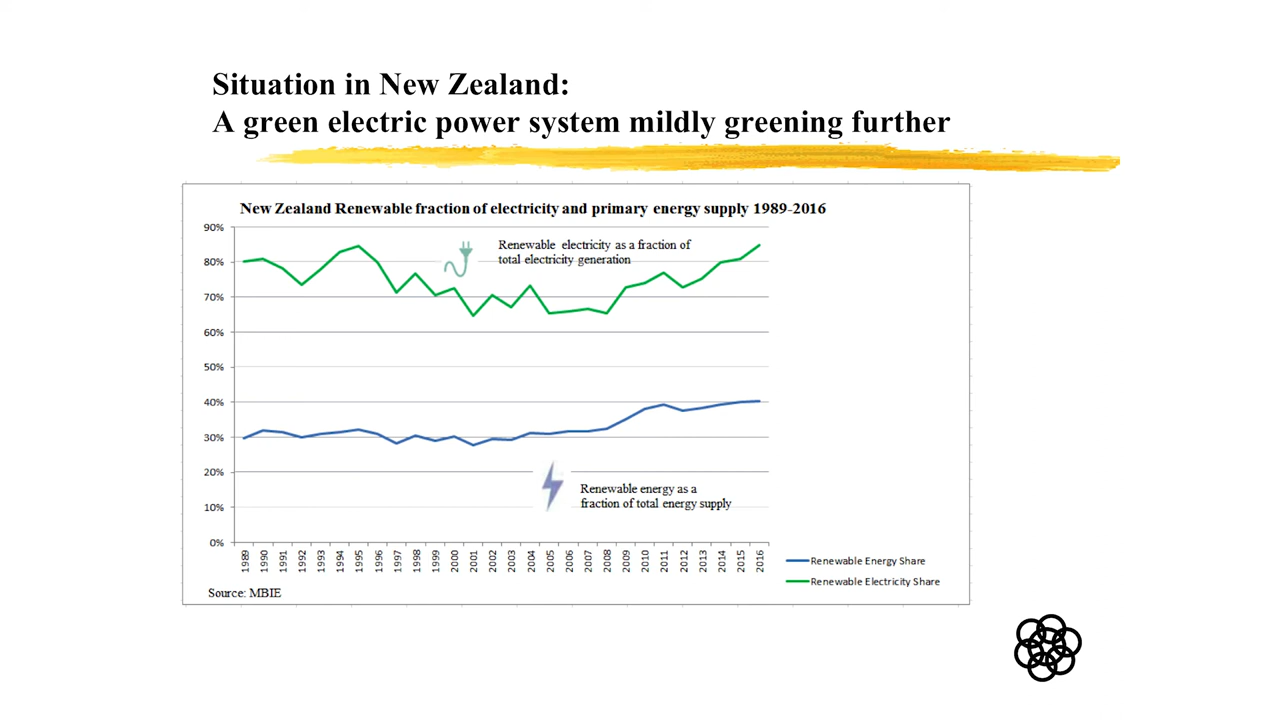 Situation in New Zealand:
A green electric power system mildly greening further
New Zealand Renewable fraction of electricity and primary energy supply 1989-2016
90%
80%
70%
60%
50%
40%
30%
20%
10%
0%
Renewable electricity as a fraction of
total electricity generation
Renewable energy as a
fraction of total energy supply
1989 1990 1991 1992 1993 1994 1995 1996 1997 1998 1999 2000 2001 2002 2003 2004 2005 2006 2007 2008 2009 2010 2011 2012 2013 2014 2015 2016
Renewable Energy Share
Renewable Electricity Share
Source: MBIE